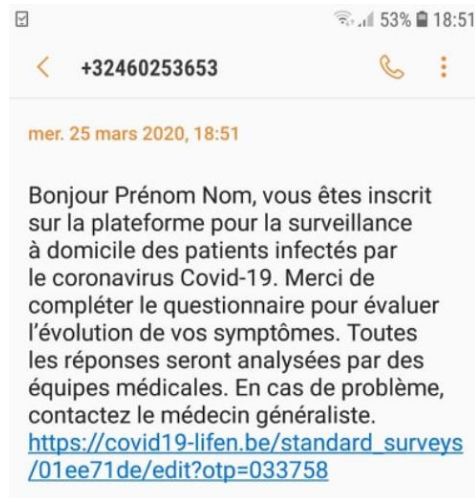 53% 18:51
+32460253653
mer. 25 mars 2020, 18:51
Bonjour Prénom Nom, vous êtes inscrit
sur la plateforme pour la surveillance
à domicile des patients infectés par
le coronavirus Covid-19. Merci de
compléter le questionnaire pour évaluer
l’évolution de vos symptômes. Toutes
les réponses seront analysées par des
équipes médicales. En cas de problème,
contactez le médecin généraliste.
https://covid19-lifen.be/standard_surveys
/01ee71de/edit?otp=033758